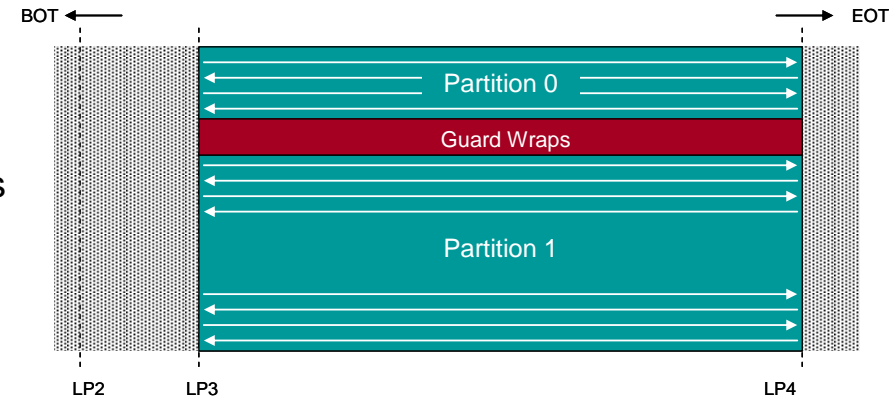 BOT EOT
Partition 0
Guard Wraps
s
Partition 1
LP2 LP3 LP4